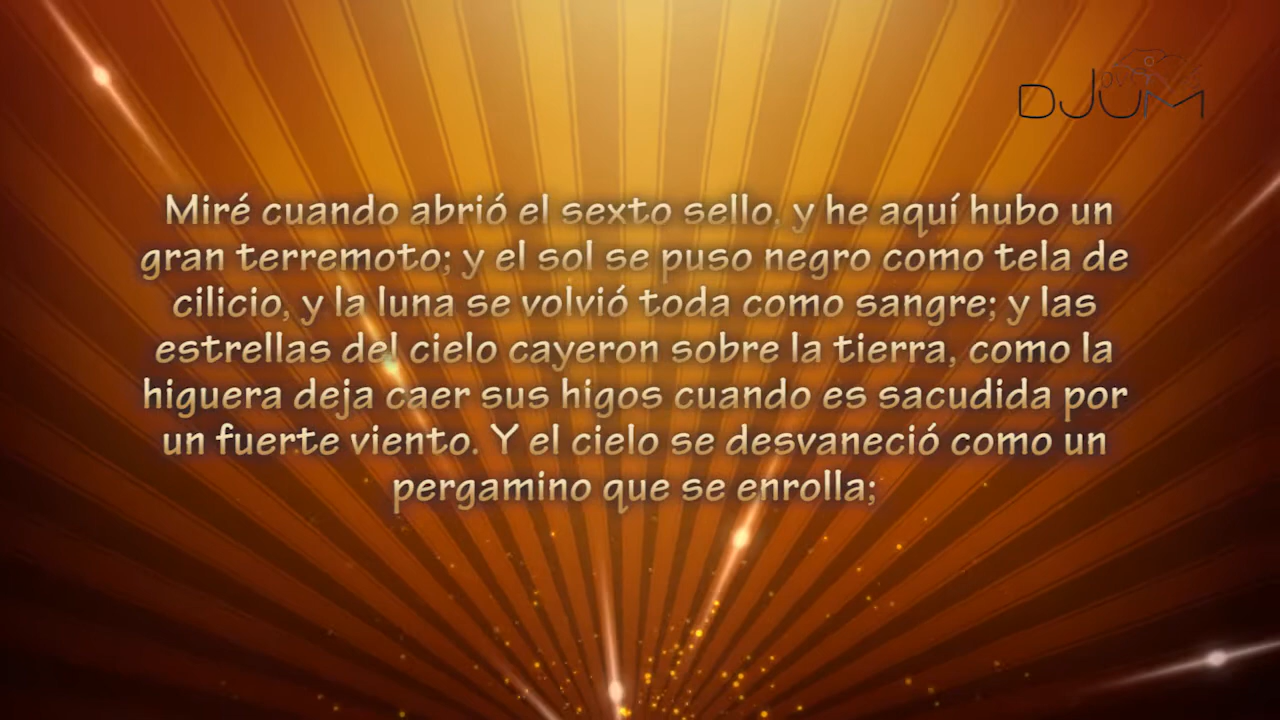 DJUM
Miré cuando abrió el sexto sello, y he aquí hubo un
gran terremoto; y el sol se puso negro como tela de
cilicio, y la luna se volvió toda como sangre; y las
estrellas del cielo cayeron sobre la tierra, como la
higuera deja caer sus higos cuando es sacudida por
un fuerte viento. Y el cielo se desvaneció como un
pergamino que se enrolla;